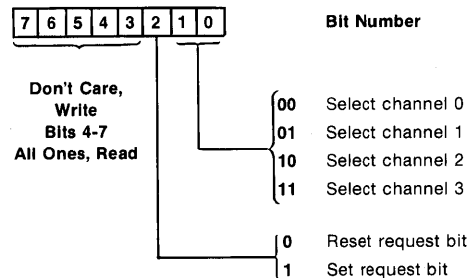 7 6 5 4 3 2 1 0 Bit Number
Don't Care,
Write
Bits 4-7
All Ones, Read
00 Select channel 0
01 Select channel 1
10 Select channel 2
11 Select channel 3
0 Reset request bit
1 Set request bit